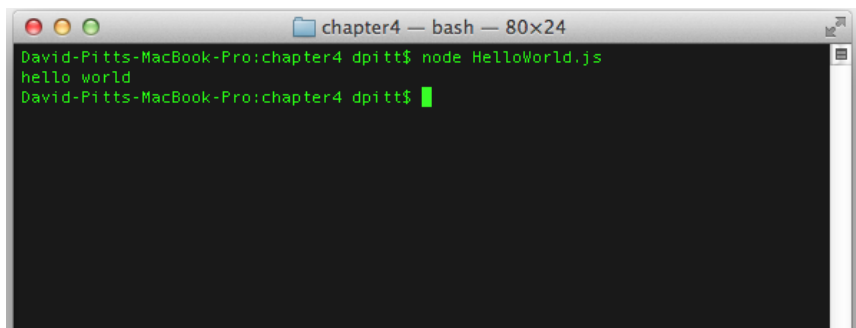 chapter4 — bash — 80×24
David-Pitts-MacBook-Pro:chapter4 dpitt$ node HelloWorld.js
hello world
David-Pitts-MacBook-Pro:chapter4 dpitt$